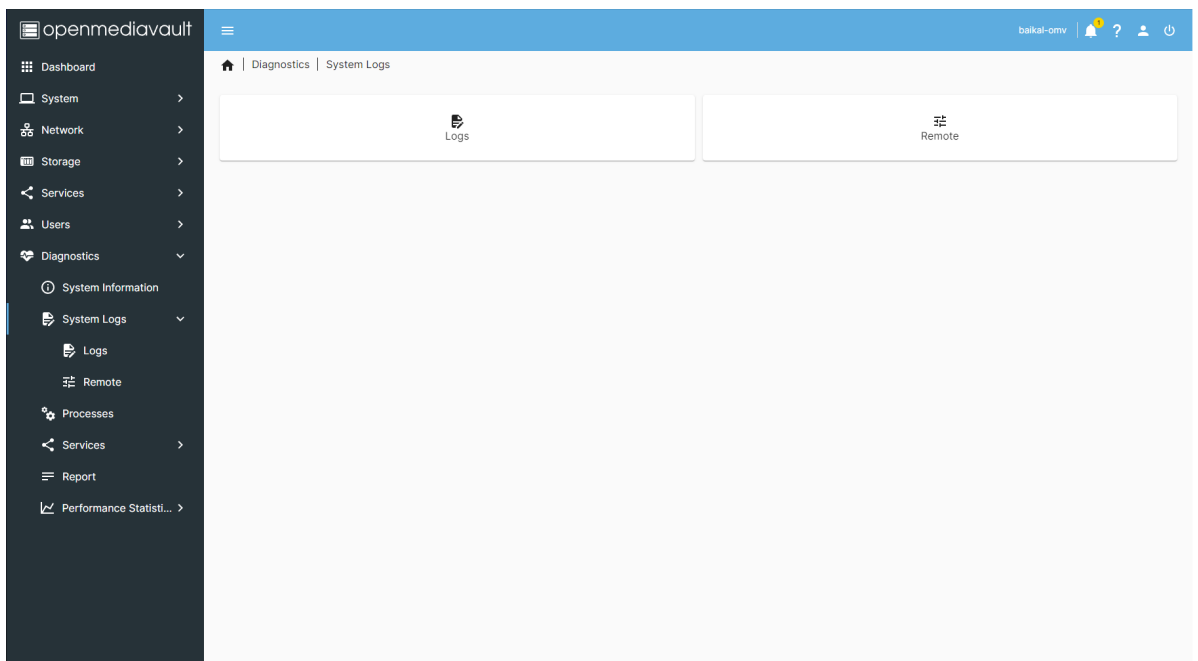 openmediavault
baikal-omv
1
?
Dashboard
Diagnostics | System Logs
System
Network
Storage
Services
Users
Diagnostics
System Information
System Logs
Logs
Remote
Processes
Services
Report
Performance Statisti...
Logs
Remote